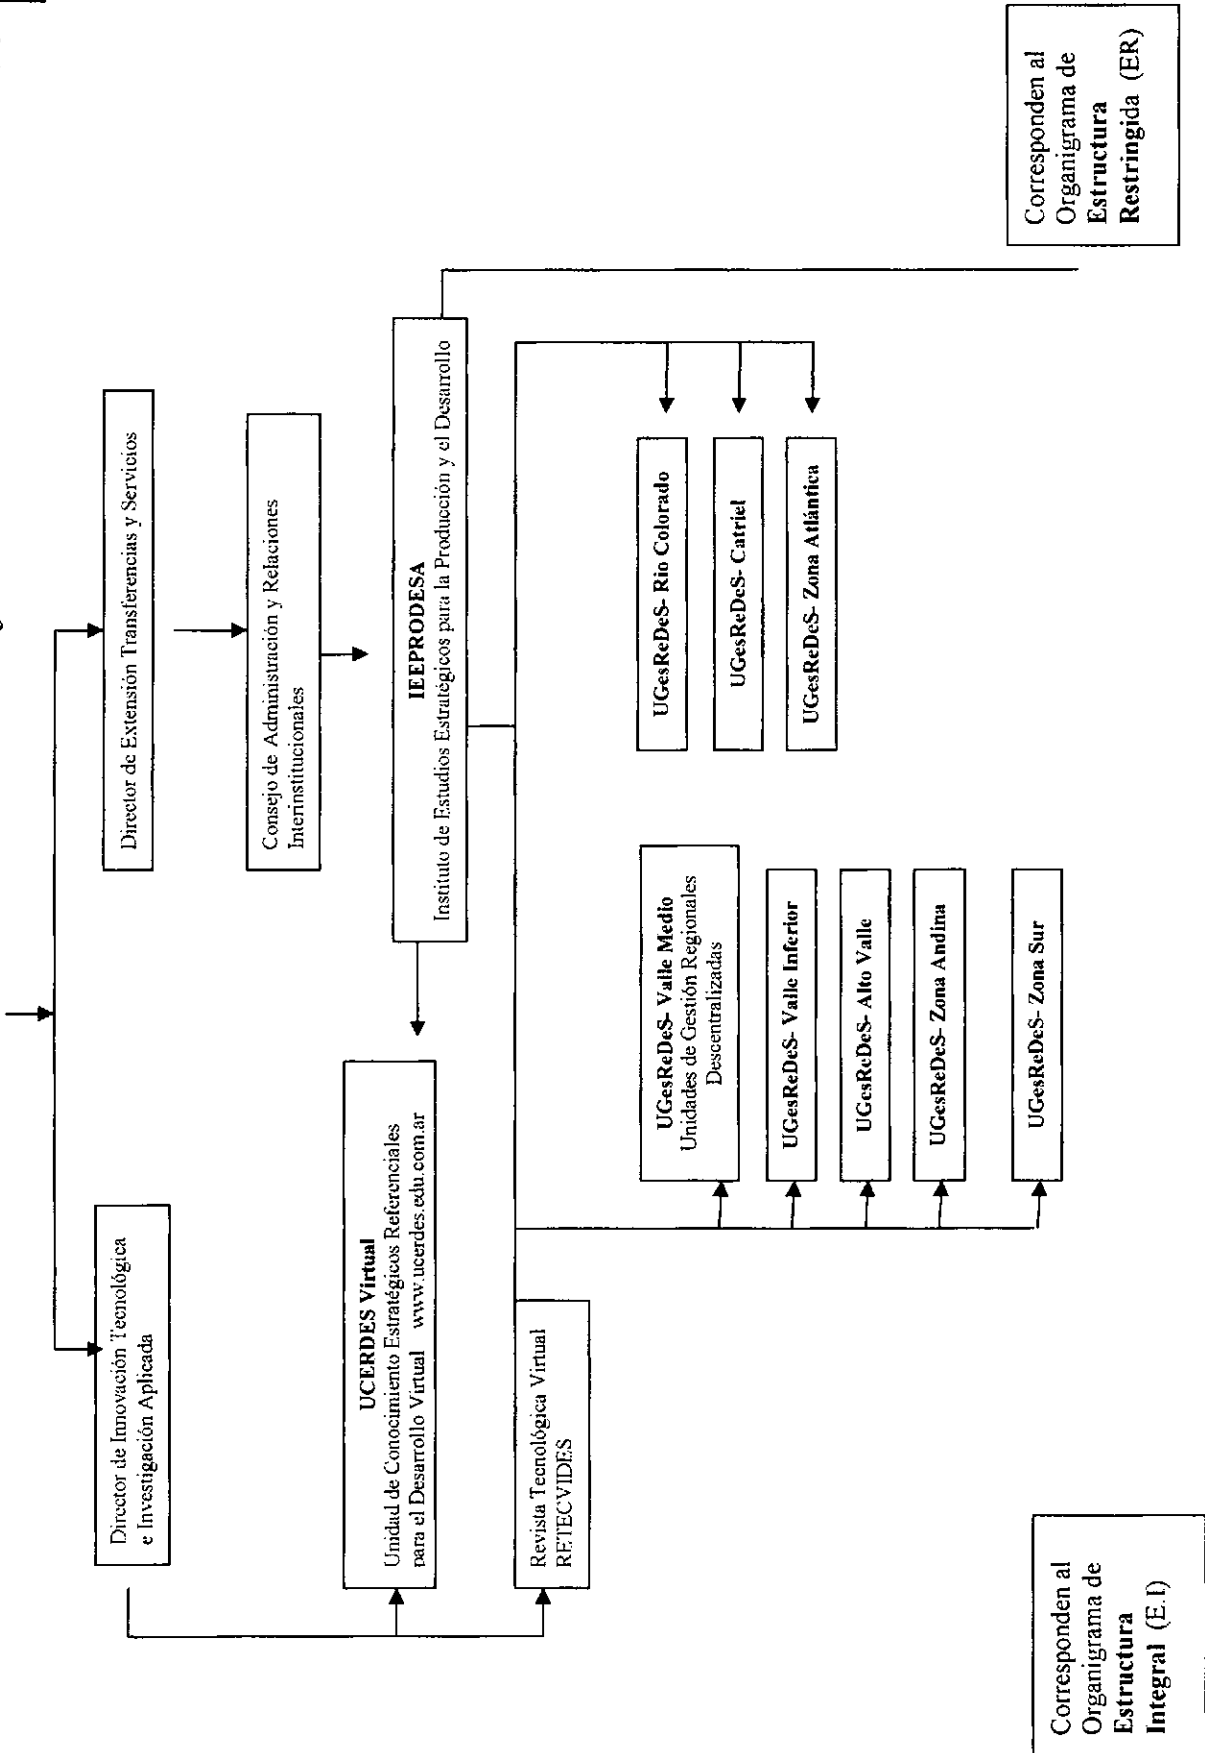 Director de Innovación Tecnológica
e Investigación Aplicada
Director de Extensión Transferencias y Servicios
Consejo de Administración y Relaciones
Interinstitucionales
UCERDES Virtual
Unidad de Conocimiento Estratégicos Referenciales
para el Desarrollo Virtual www.ucerdes.edu.com.ar
IEEPRODESA
Instituto de Estudios Estratégicos para la Producción y el Desarrollo
Revista Tecnológica Virtual
RETECVIDES
UGesReDeS- Valle Medio
Unidades de Gestión Regionales
Descentralizadas
UGesReDeS- Valle Inferior
UGesReDeS- Alto Valle
UGesReDeS- Zona Andina
UGesReDeS- Zona Sur
UGesReDeS- Rio Colorado
UGesReDeS- Catriel
UGesReDeS- Zona Atlántica
Corresponden al
Organigrama de
Estructura
Integral (E.I)
Corresponden al
Organigrama de
Estructura
Restringida (ER)